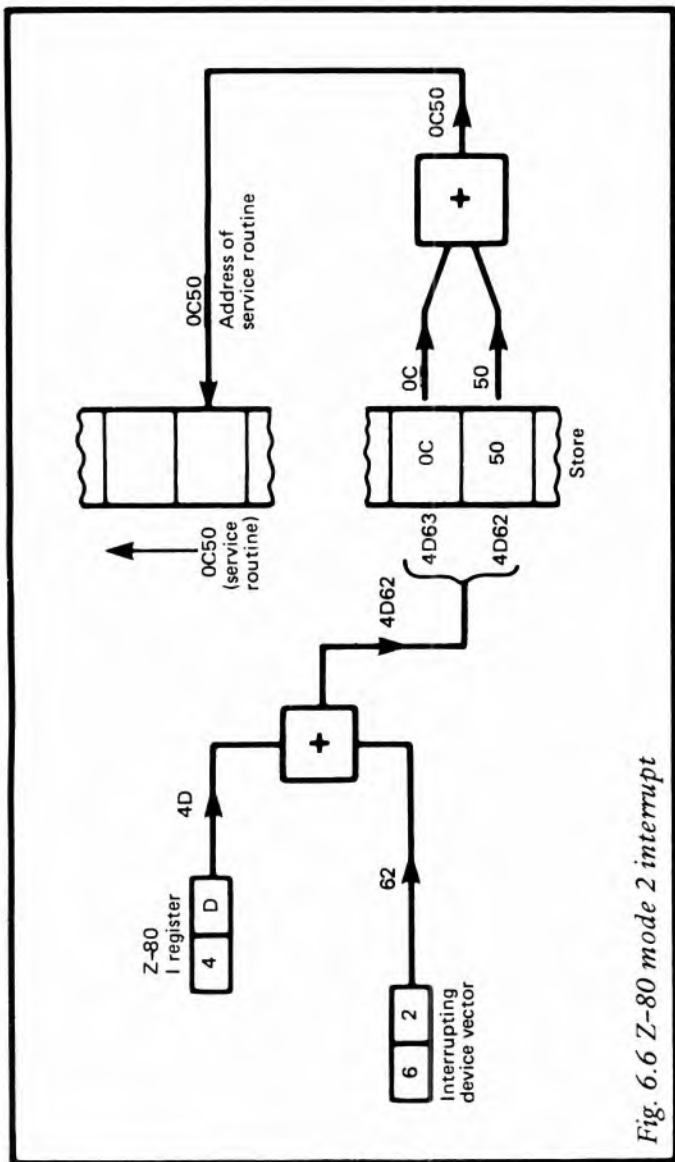 Z-80
I register
4 D
4D
+
62
6 2
Interrupting
device vector
4D62
0C50
(service
routine)
4D63
4D62
0C
50
Store
0C
50
+
0C50
0C50
Address of
service routine
Fig. 6.6 Z-80 mode 2 interrupt